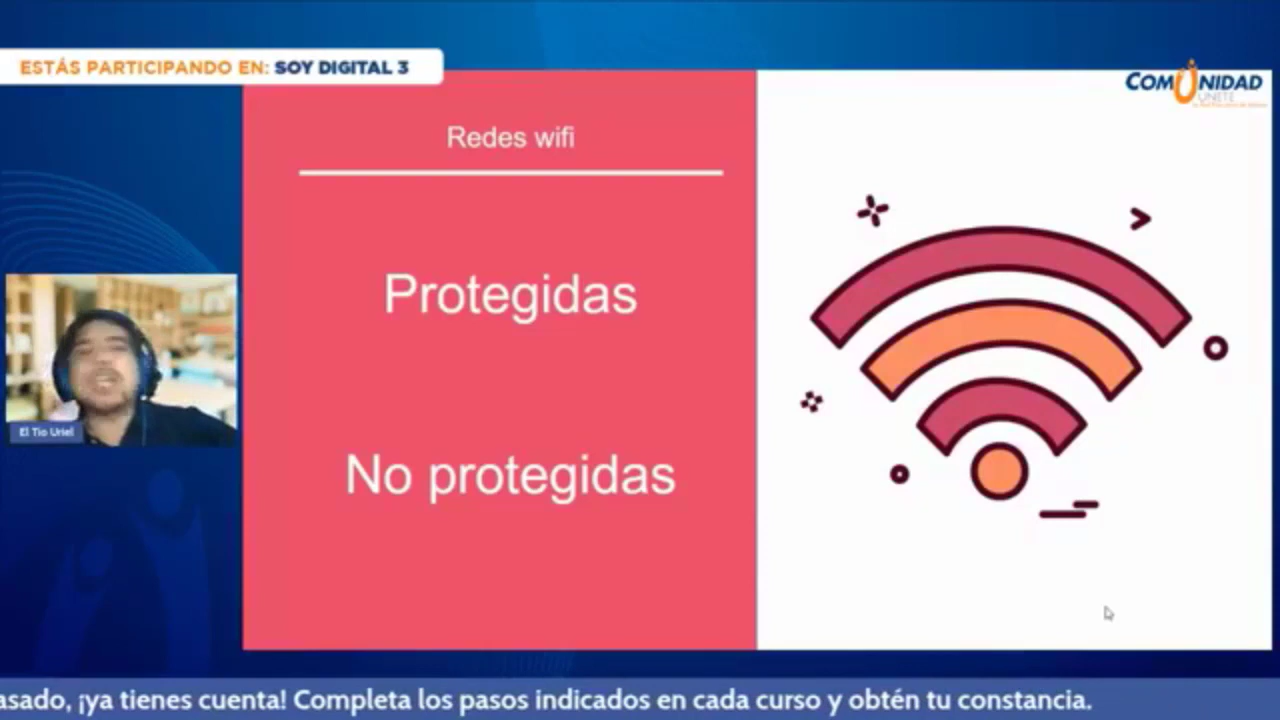 ESTÁS PARTICIPANDO EN: SOY DIGITAL 3
COMUNIDAD
ÚNETE
Redes wifi
Protegidas
No protegidas
El Tio Uriel
asado, ¡ya tienes cuenta! Completa los pasos indicados en cada curso y obtén tu constancia.